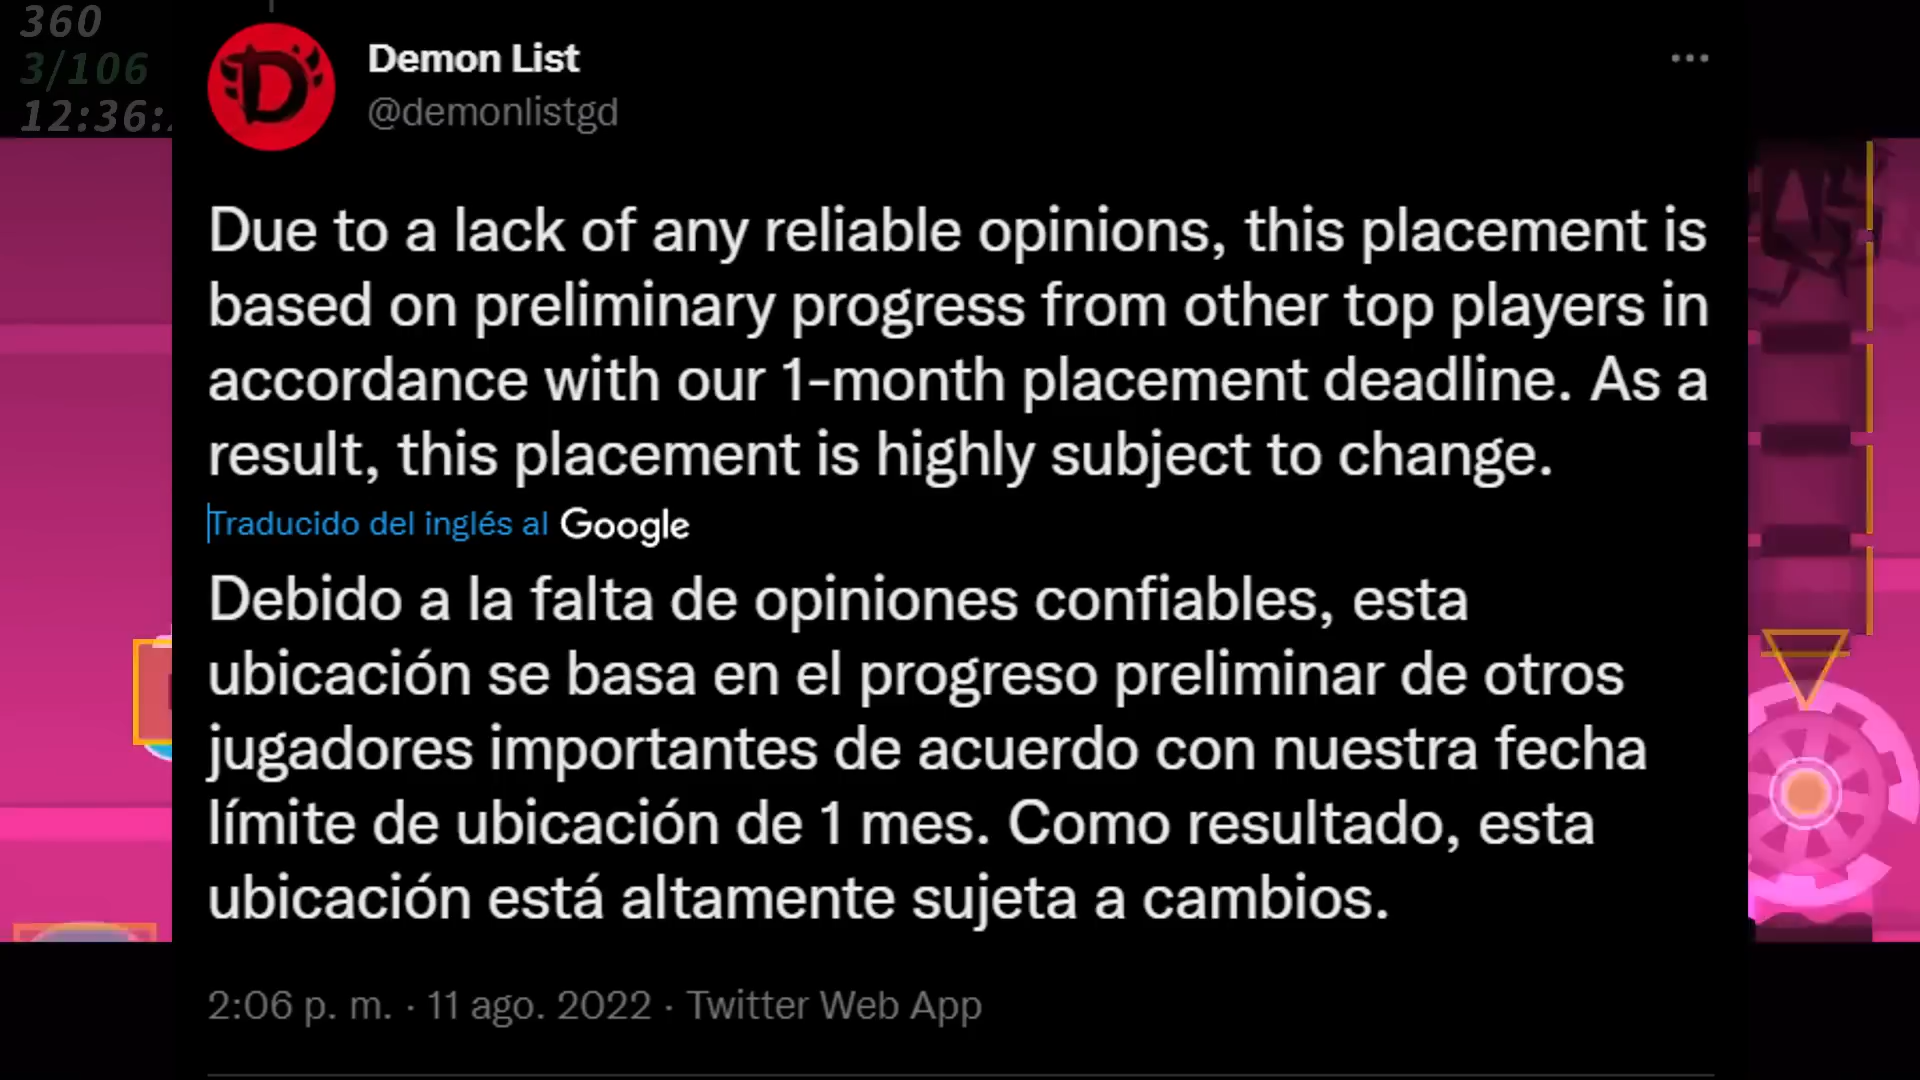 360
3/106
12:36:
Demon List
@demonlistgd
Due to a lack of any reliable opinions, this placement is
based on preliminary progress from other top players in
accordance with our 1-month placement deadline. As a
result, this placement is highly subject to change.
Traducido del inglés al Google
Debido a la falta de opiniones confiables, esta
ubicación se basa en el progreso preliminar de otros
jugadores importantes de acuerdo con nuestra fecha
límite de ubicación de 1 mes. Como resultado, esta
ubicación está altamente sujeta a cambios.
2:06 p. m. · 11 ago. 2022 · Twitter Web App